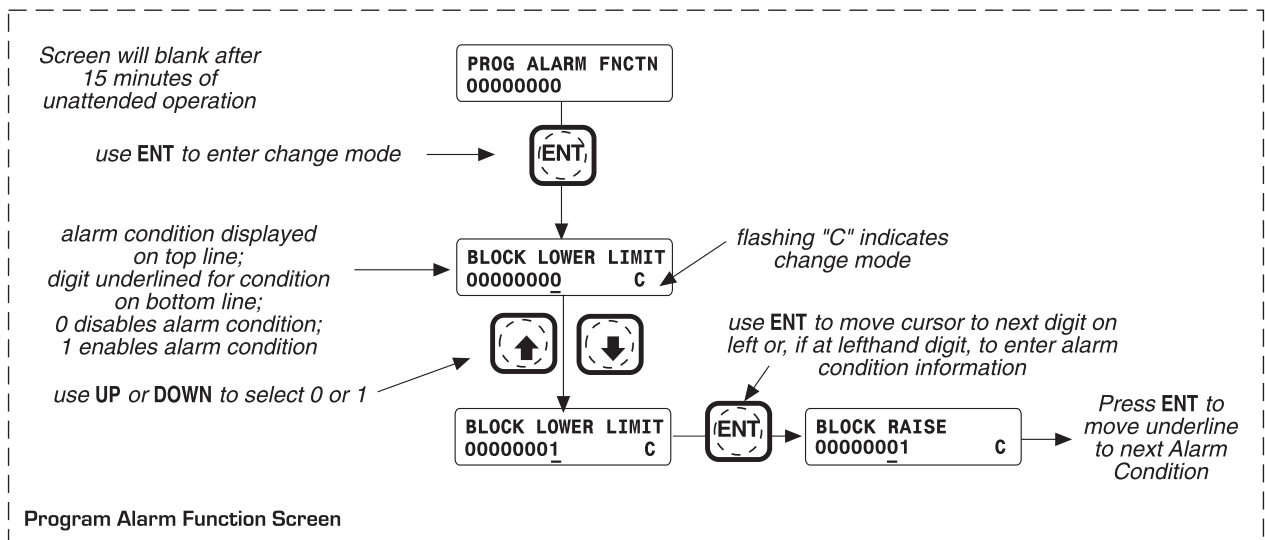 Screen will blank after
15 minutes of
unattended operation
PROG ALARM FNCTN
00000000
use ENT to enter change mode
ENT
alarm condition displayed
on top line;
digit underlined for condition
on bottom line;
0 disables alarm condition;
1 enables alarm condition
BLOCK LOWER LIMIT
00000000 C
flashing "C" indicates
change mode
use UP or DOWN to select 0 or 1
use ENT to move cursor to next digit on
left or, if at lefthand digit, to enter alarm
condition information
BLOCK LOWER LIMIT
00000001 C
ENT
BLOCK RAISE
00000001 C
Press ENT to
move underline
to next Alarm
Condition
Program Alarm Function Screen